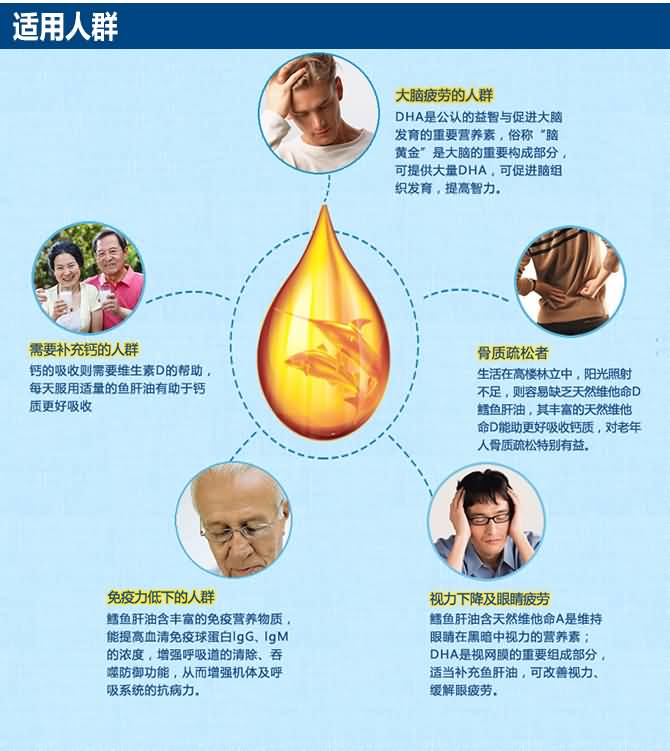 适用人群
大脑疲劳的人群
DHA是公认的益智与促进大脑
发育的重要营养素，俗称“脑
黄金”是大脑的重要构成部分，
可提供大量DHA，可促进脑组
织发育，提高智力。
需要补充钙的人群
钙的吸收则需要维生素D的帮助，
每天服用适量的鱼肝油有助于钙
质更好吸收
骨质疏松者
生活在高楼林立中，阳光照射
不足，则容易缺乏天然维他命D
鳕鱼肝油，其丰富的天然维他
命D能助更好吸收钙质，对老年
人骨质疏松特别有益。
免疫力低下的人群
鳕鱼肝油含丰富的免疫营养物质，
能提高血清免疫球蛋白IgG、IgM
的浓度，增强呼吸道的清除、吞
噬防御功能，从而增强机体及呼
吸系统的抗病力。
视力下降及眼睛疲劳
鳕鱼肝油含天然维他命A是维持
眼睛在黑暗中视力的营养素；
DHA是视网膜的重要组成部分，
适当补充鱼肝油，可改善视力、
缓解眼疲劳。